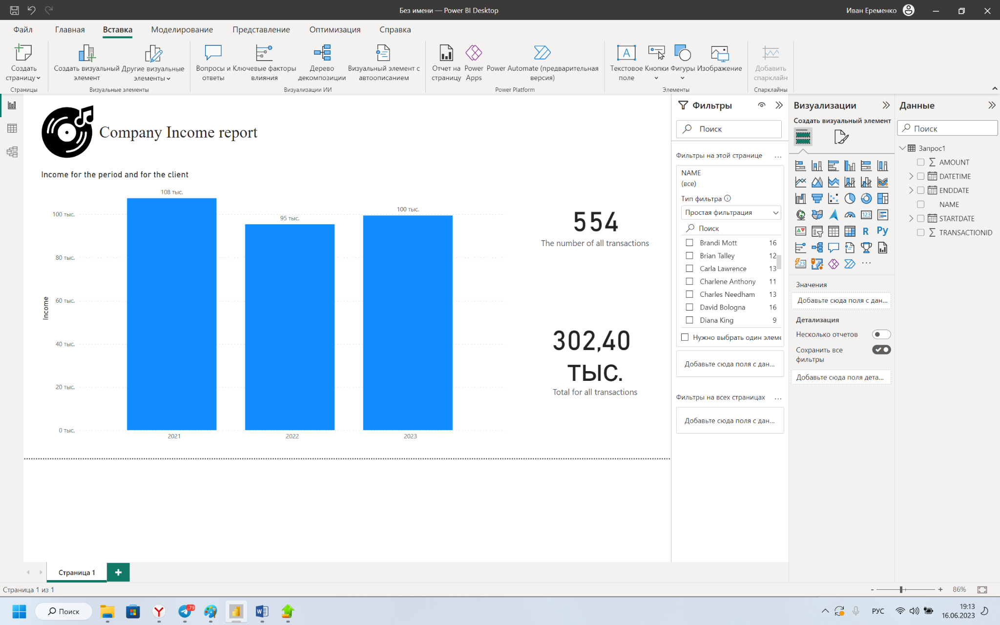 Без имени — Power BI Desktop
Иван Еременко
Файл
Главная
Вставка
Моделирование
Представление
Оптимизация
Справка
Создать
страницу
Создать визуальный
элемент
Другие визуальные
элементы
Вопросы и
ответы
Ключевые факторы
влияния
Дерево
декомпозиции
Визуальный элемент с
автоописанием
Отчет на
страницу
Power
Apps
Power Automate (предварительная
версия)
Текстовое
поле
Кнопки
Фигуры
Изображение
Добавить
спарклайн
Страницы
Визуальные элементы
Визуализации ИИ
Power Platform
Элементы
Спарклайны
Company Income report
Income for the period and for the client
108 тыс.
95 тыс.
100 тыс.
100 тыс.
80 тыс.
60 тыс.
40 тыс.
20 тыс.
0 тыс.
Income
2021
2022
2023
554
The number of all transactions
302,40
тыс.
Total for all transactions
Фильтры
Поиск
Фильтры на этой странице
...
NAME
(все)
Тип фильтра
Простая фильтрация
Поиск
Brandi Mott 16
Brian Talley 12
Carla Lawrence 13
Charlene Anthony 11
Charles Needham 13
David Bologna 16
Diana King 9
Нужно выбрать один элеме
Добавьте сюда поля с дан...
Фильтры на всех страницах
...
Добавьте сюда поля с дан...
Визуализации
Создать визуальный элемент
123
R
Py
123
...
Значения
Добавьте сюда поля с дан...
Детализация
Несколько отчетов
Сохранить все
фильтры
Добавьте сюда поля дета...
Данные
Поиск
Запрос1
AMOUNT
DATETIME
ENDDATE
NAME
STARTDATE
TRANSACTIONID
Страница 1
Страница 1 из 1
- + 86%
Поиск
79
РУС
19:13
16.06.2023